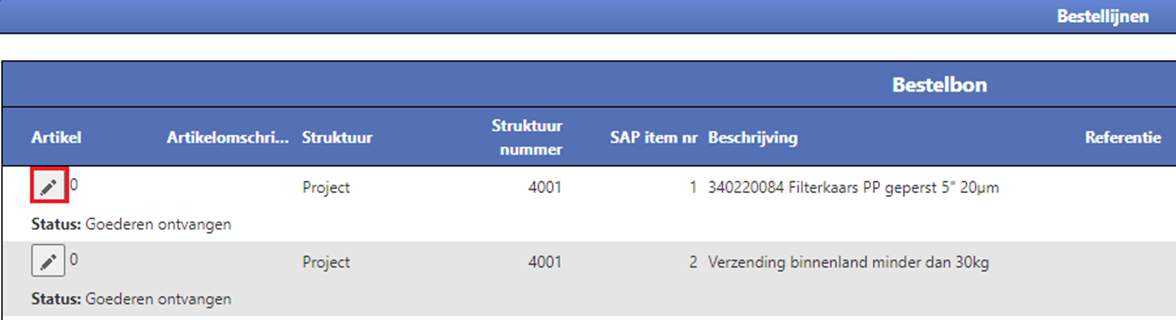 Bestellijnen
Bestelbon
Artikel Artikelomschri... Struktuur Struktuur nummer SAP item nr Beschrijving Referentie
0 Project 4001 1 340220084 Filterkaars PP geperst 5" 20µm
Status: Goederen ontvangen
0 Project 4001 2 Verzending binnenland minder dan 30kg
Status: Goederen ontvangen